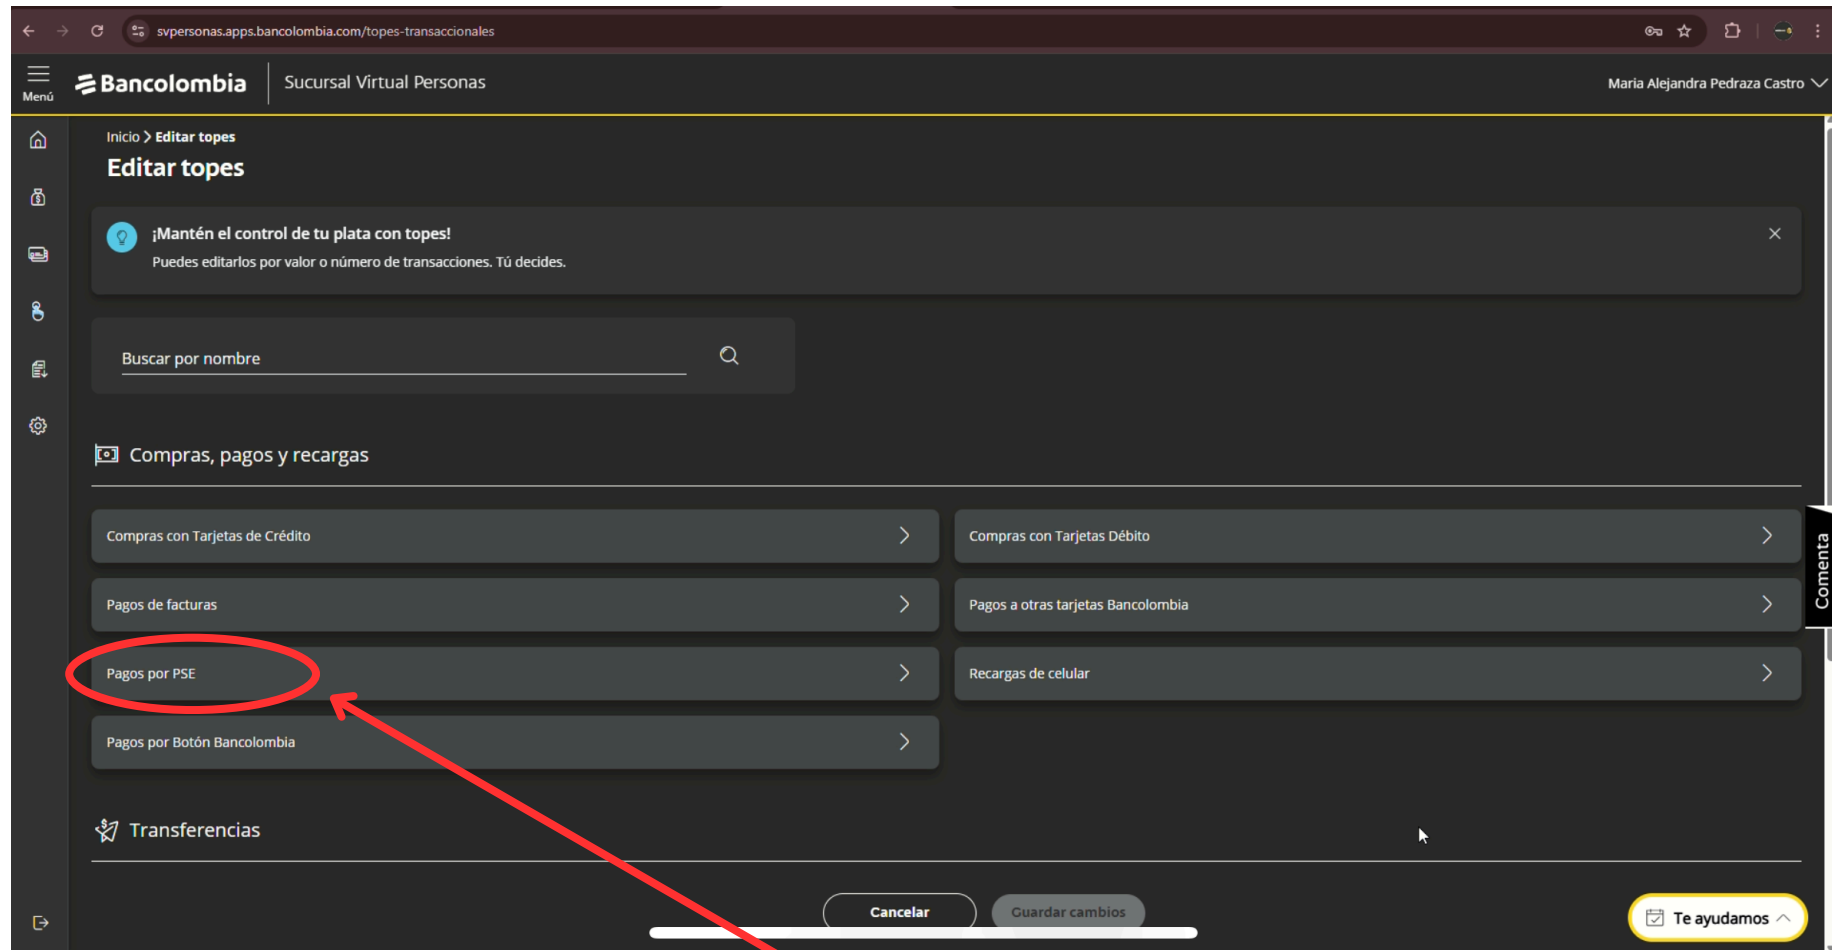 svpersonas.apps.bancolombia.com/topes-transaccionales
Menú
Bancolombia
Sucursal Virtual Personas
Maria Alejandra Pedraza Castro
Inicio > Editar topes
Editar topes
¡Mantén el control de tu plata con topes!
Puedes editarlos por valor o número de transacciones. Tú decides.
Buscar por nombre
Compras, pagos y recargas
Compras con Tarjetas de Crédito
Compras con Tarjetas Débito
Pagos de facturas
Pagos a otras tarjetas Bancolombia
Pagos por PSE
Recargas de celular
Pagos por Botón Bancolombia
Comenta
Transferencias
Cancelar
Guardar cambios
Te ayudamos